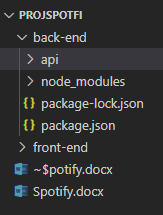 PROJSPOTFI
back-end
api
node_modules
{} package-lock.json
{} package.json
front-end
~$potify.docx
Spotify.docx